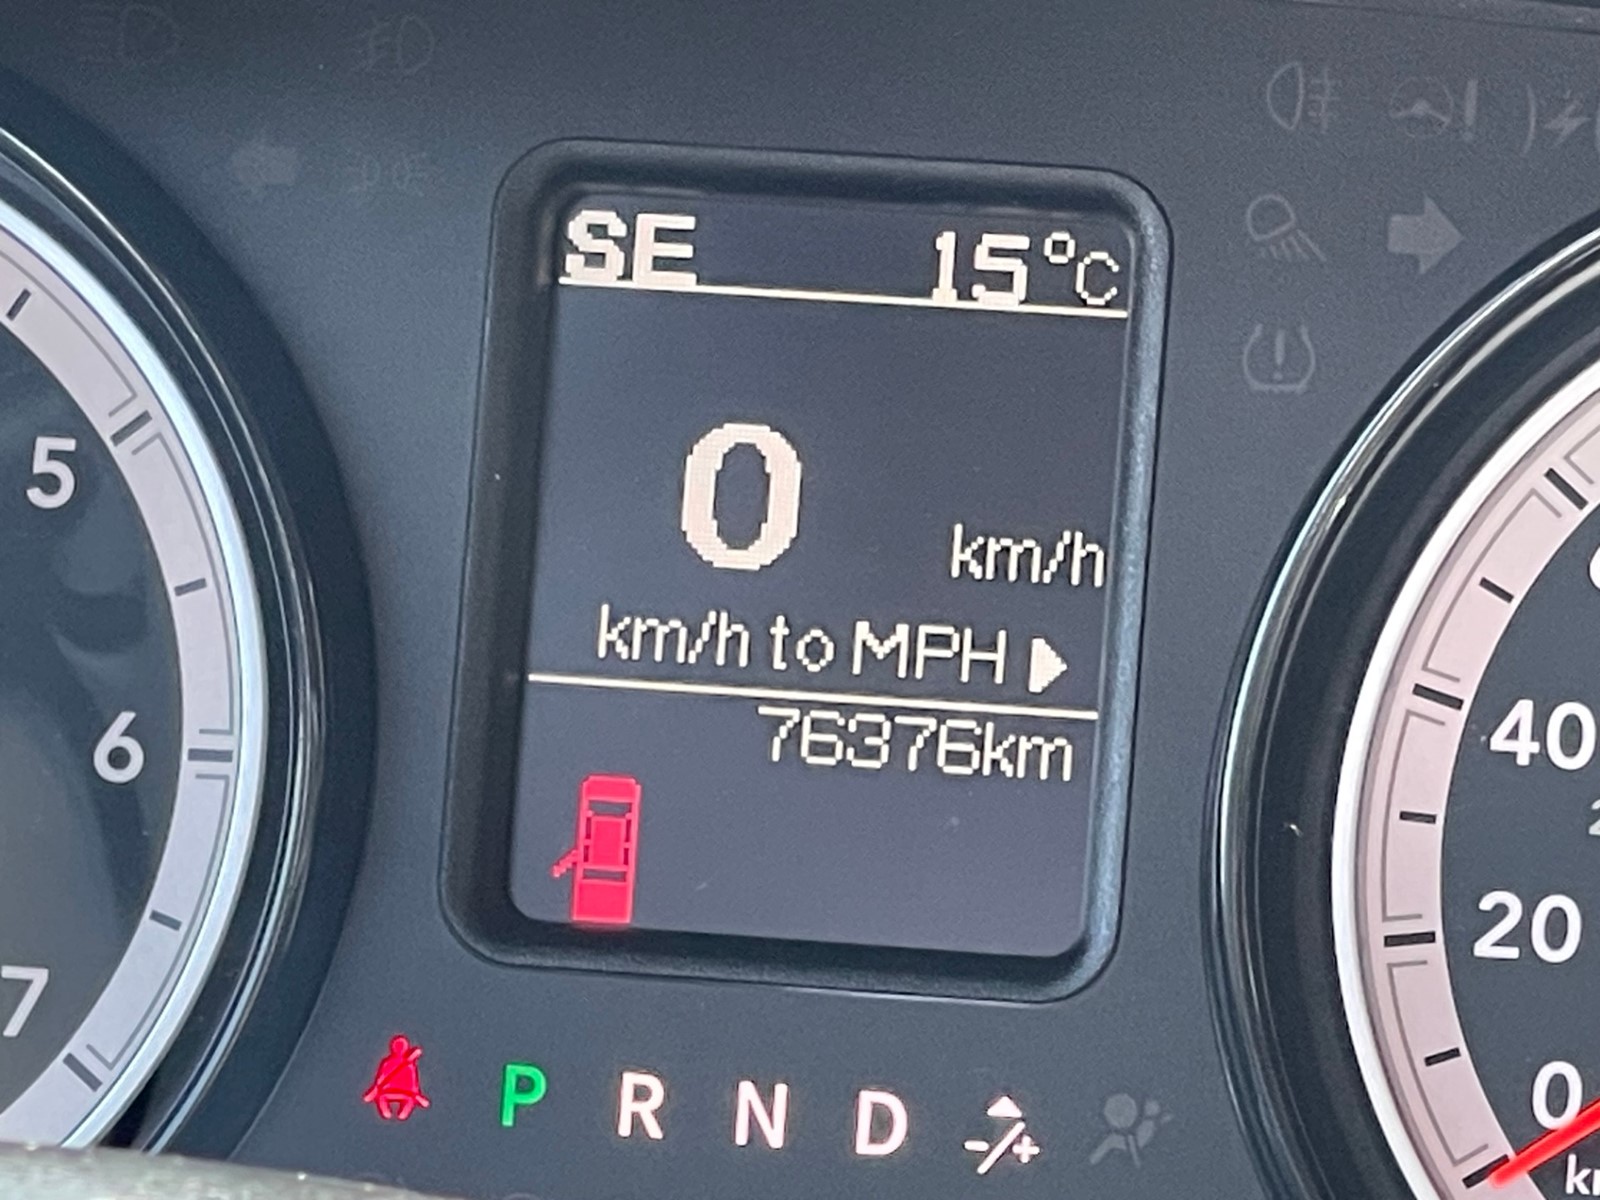 SE 15°C
0 km/h
km/h to MPH
76376km
5
6
7
40
20
0
P R N D -/+